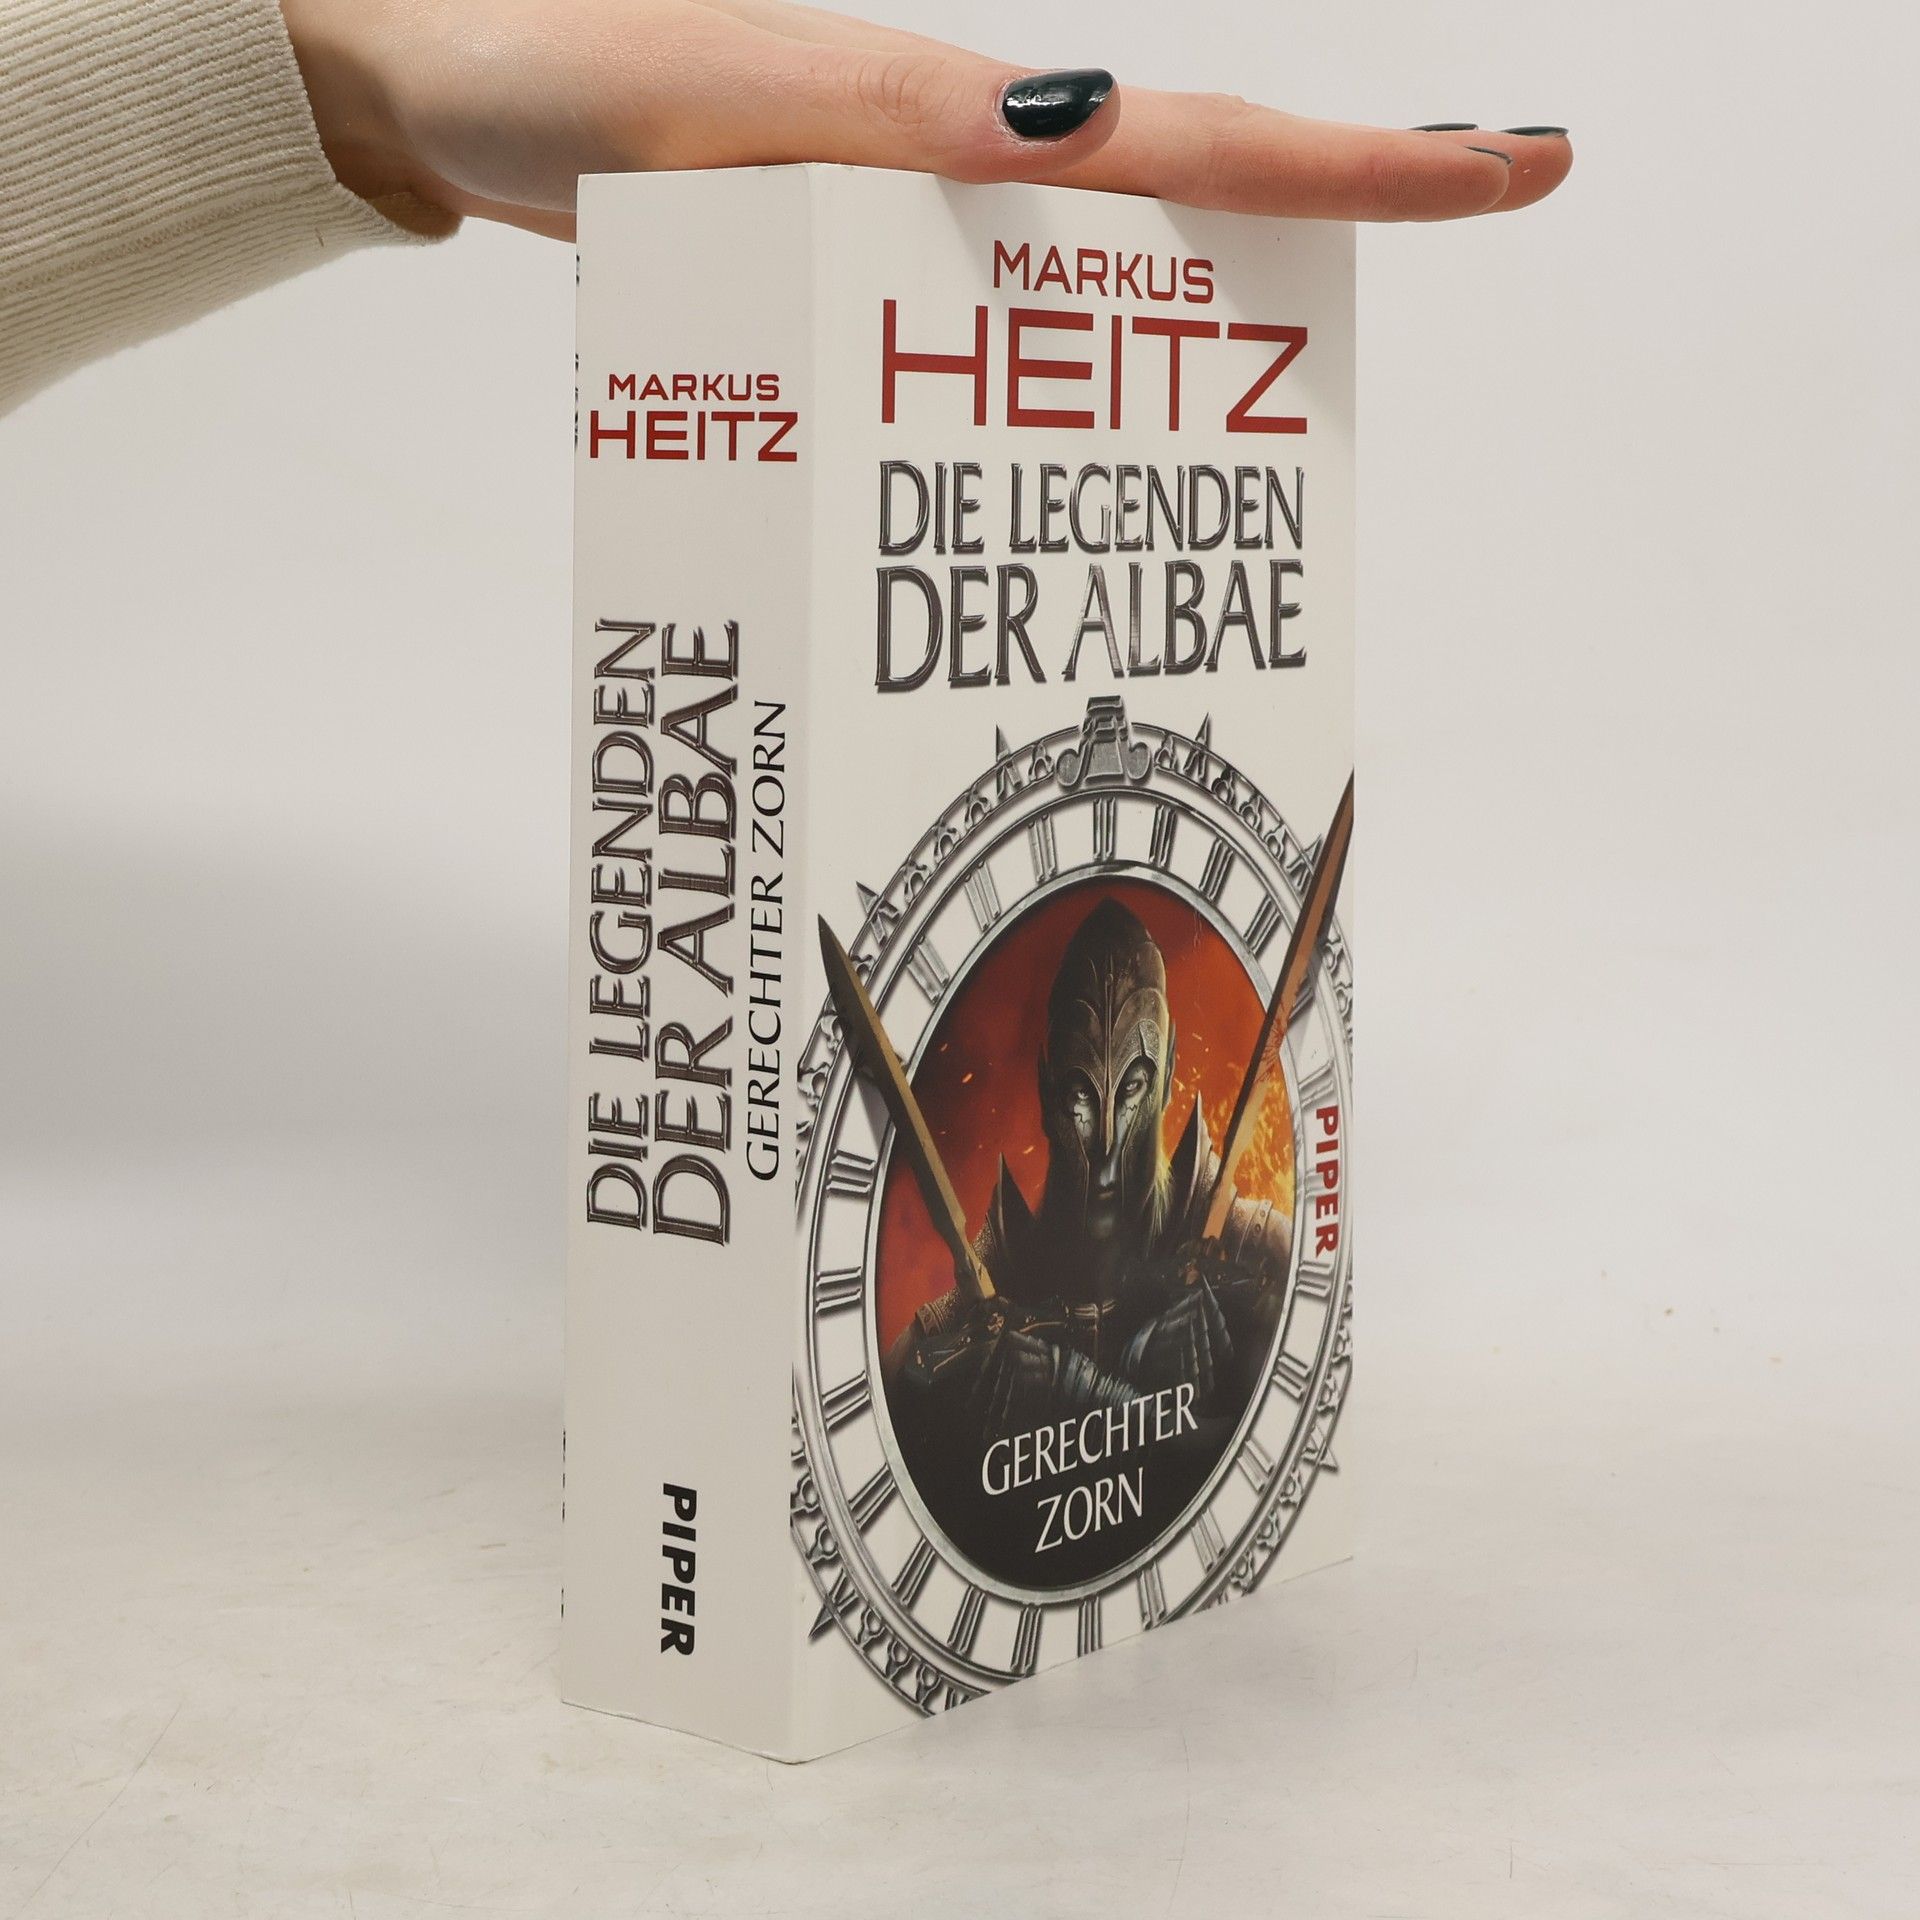 MARKUS
HEITZ
DIE LEGENDEN
DER ALBAE
GERECHTER ZORN
PIPER
MARKUS
HEITZ
DIE LEGENDEN
DER ALBAE
PIPER
GERECHTER
ZORN